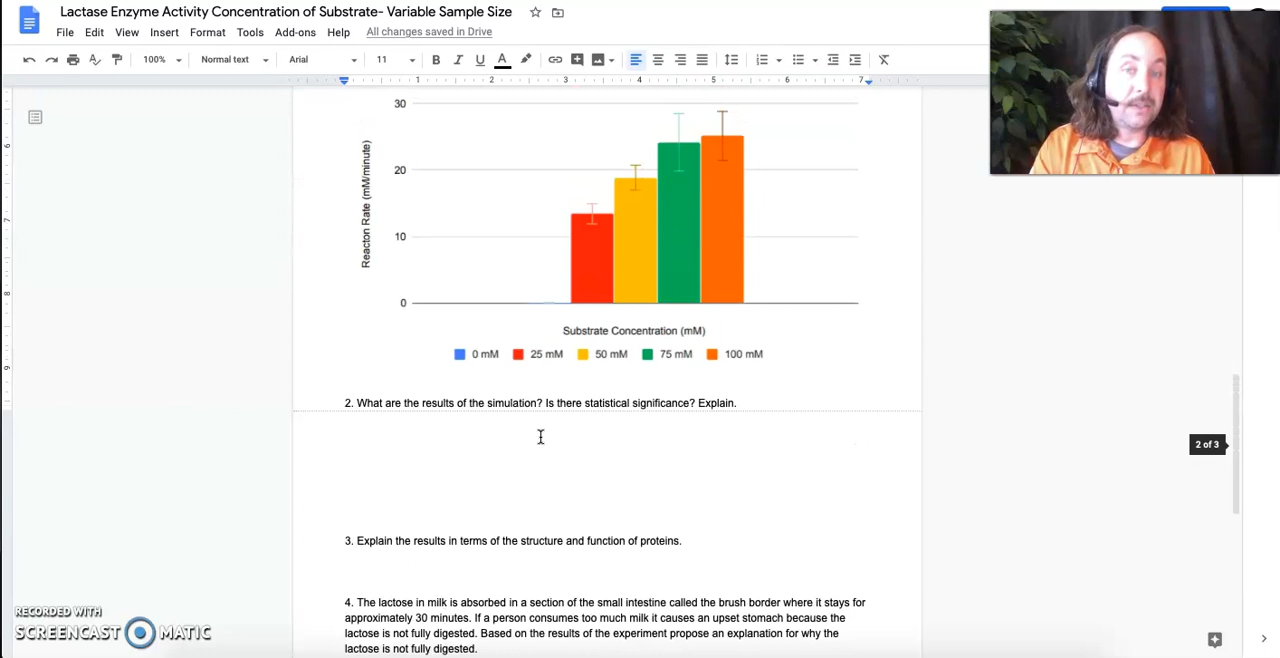 Lactase Enzyme Activity Concentration of Substrate- Variable Sample Size
File Edit View Insert Format Tools Add-ons Help All changes saved in Drive
100% Normal text Arial 11 B I U A
1 2 3 4 5 6 7
30
20
10
0
Reacton Rate (mM/minute)
Substrate Concentration (mM)
0 mM 25 mM 50 mM 75 mM 100 mM
2. What are the results of the simulation? Is there statistical significance? Explain.
2 of 3
3. Explain the results in terms of the structure and function of proteins.
4. The lactose in milk is absorbed in a section of the small intestine called the brush border where it stays for
approximately 30 minutes. If a person consumes too much milk it causes an upset stomach because the
lactose is not fully digested. Based on the results of the experiment propose an explanation for why the
lactose is not fully digested.
RECORDED WITH
SCREENCAST MATIC